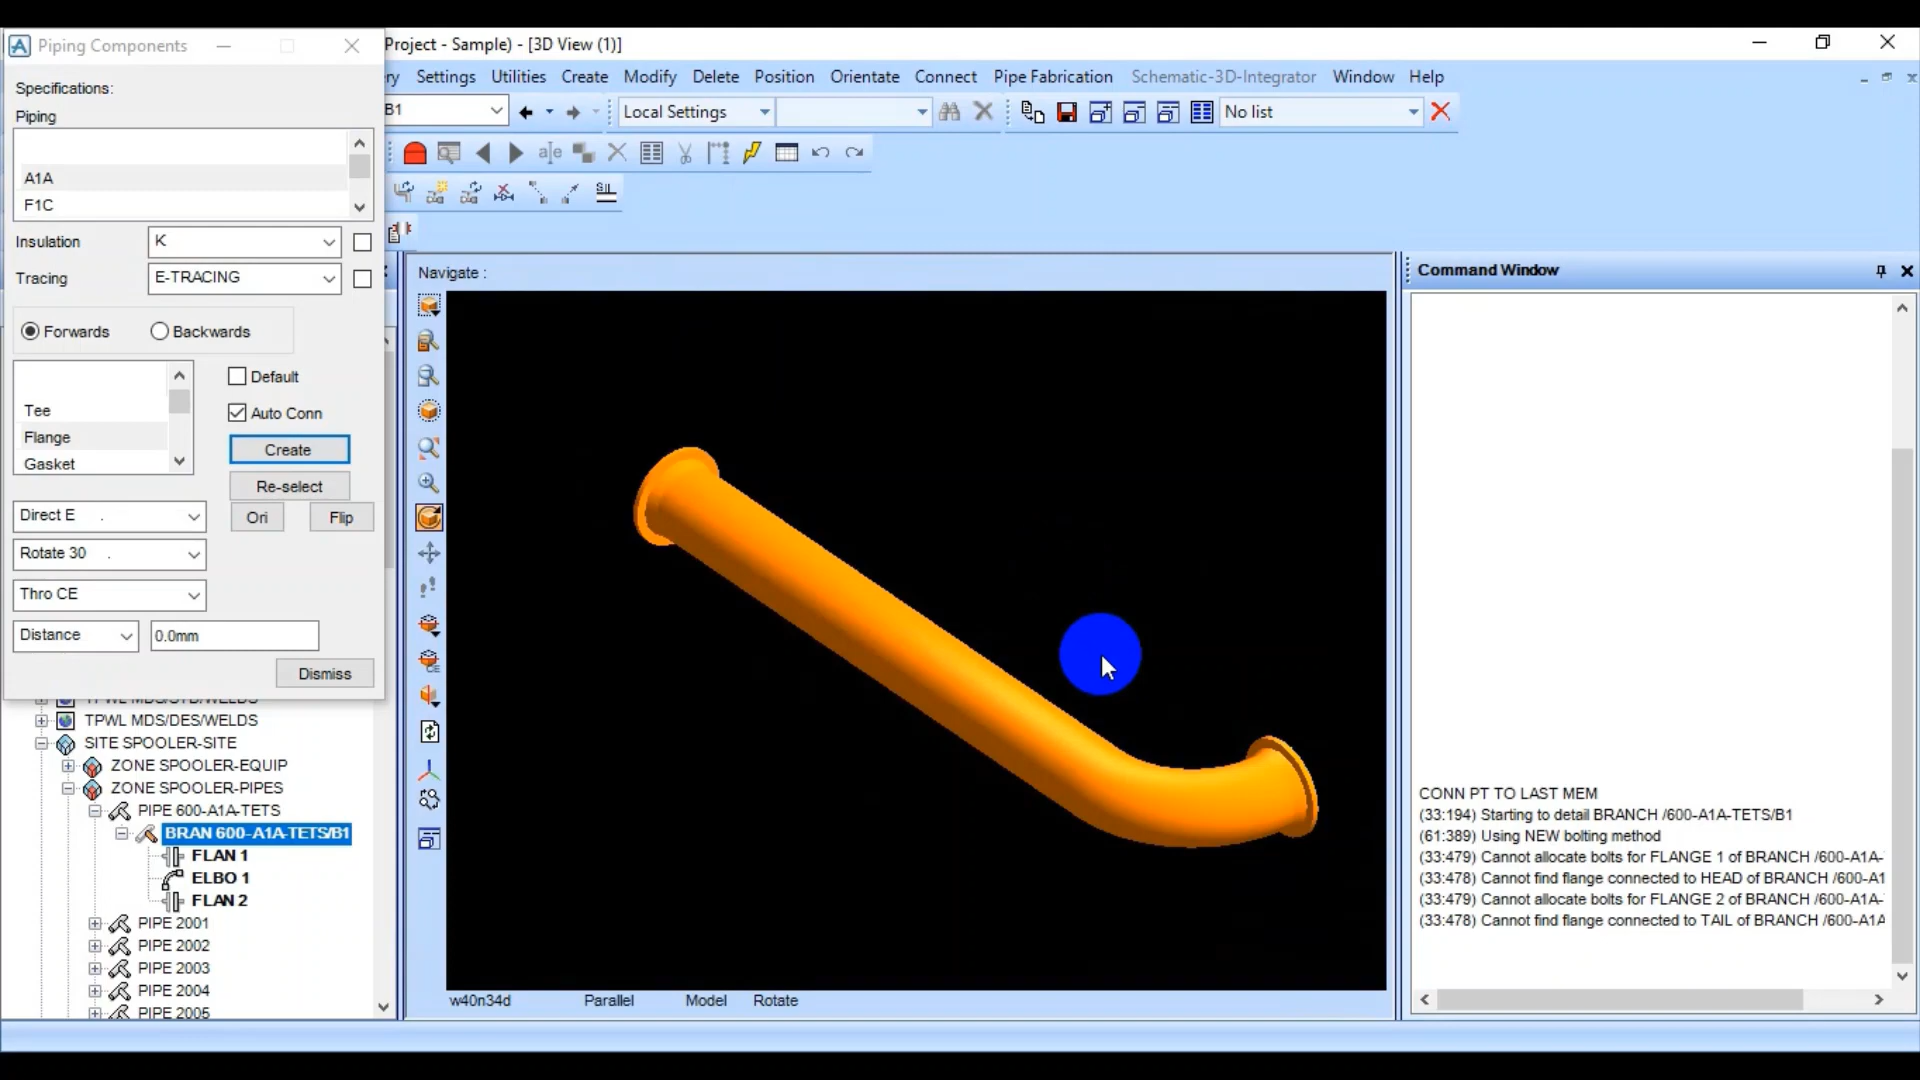 Piping Components
Project - Sample) - [3D View (1)]
Specifications:
Piping
A1A
F1C
Insulation
K
Tracing
E-TRACING
Forwards
Backwards
Default
Tee
Auto Conn
Flange
Create
Gasket
Re-select
Direct E .
Ori
Flip
Rotate 30 .
Thro CE
Distance
0.0mm
Dismiss
Settings Utilities Create Modify Delete Position Orientate Connect Pipe Fabrication Schematic-3D-Integrator Window Help
B1
Local Settings
No list
Navigate :
w40n34d
Parallel
Model
Rotate
TPWL MDS/DES/WELDS
SITE SPOOLER-SITE
ZONE SPOOLER-EQUIP
ZONE SPOOLER-PIPES
PIPE 600-A1A-TETS
BRAN 600-A1A-TETS/B1
FLAN 1
ELBO 1
FLAN 2
PIPE 2001
PIPE 2002
PIPE 2003
PIPE 2004
PIPE 2005
Command Window
CONN PT TO LAST MEM
(33:194) Starting to detail BRANCH /600-A1A-TETS/B1
(61:389) Using NEW bolting method
(33:479) Cannot allocate bolts for FLANGE 1 of BRANCH /600-A1A-
(33:478) Cannot find flange connected to HEAD of BRANCH /600-A1
(33:479) Cannot allocate bolts for FLANGE 2 of BRANCH /600-A1A-
(33:478) Cannot find flange connected to TAIL of BRANCH /600-A1A